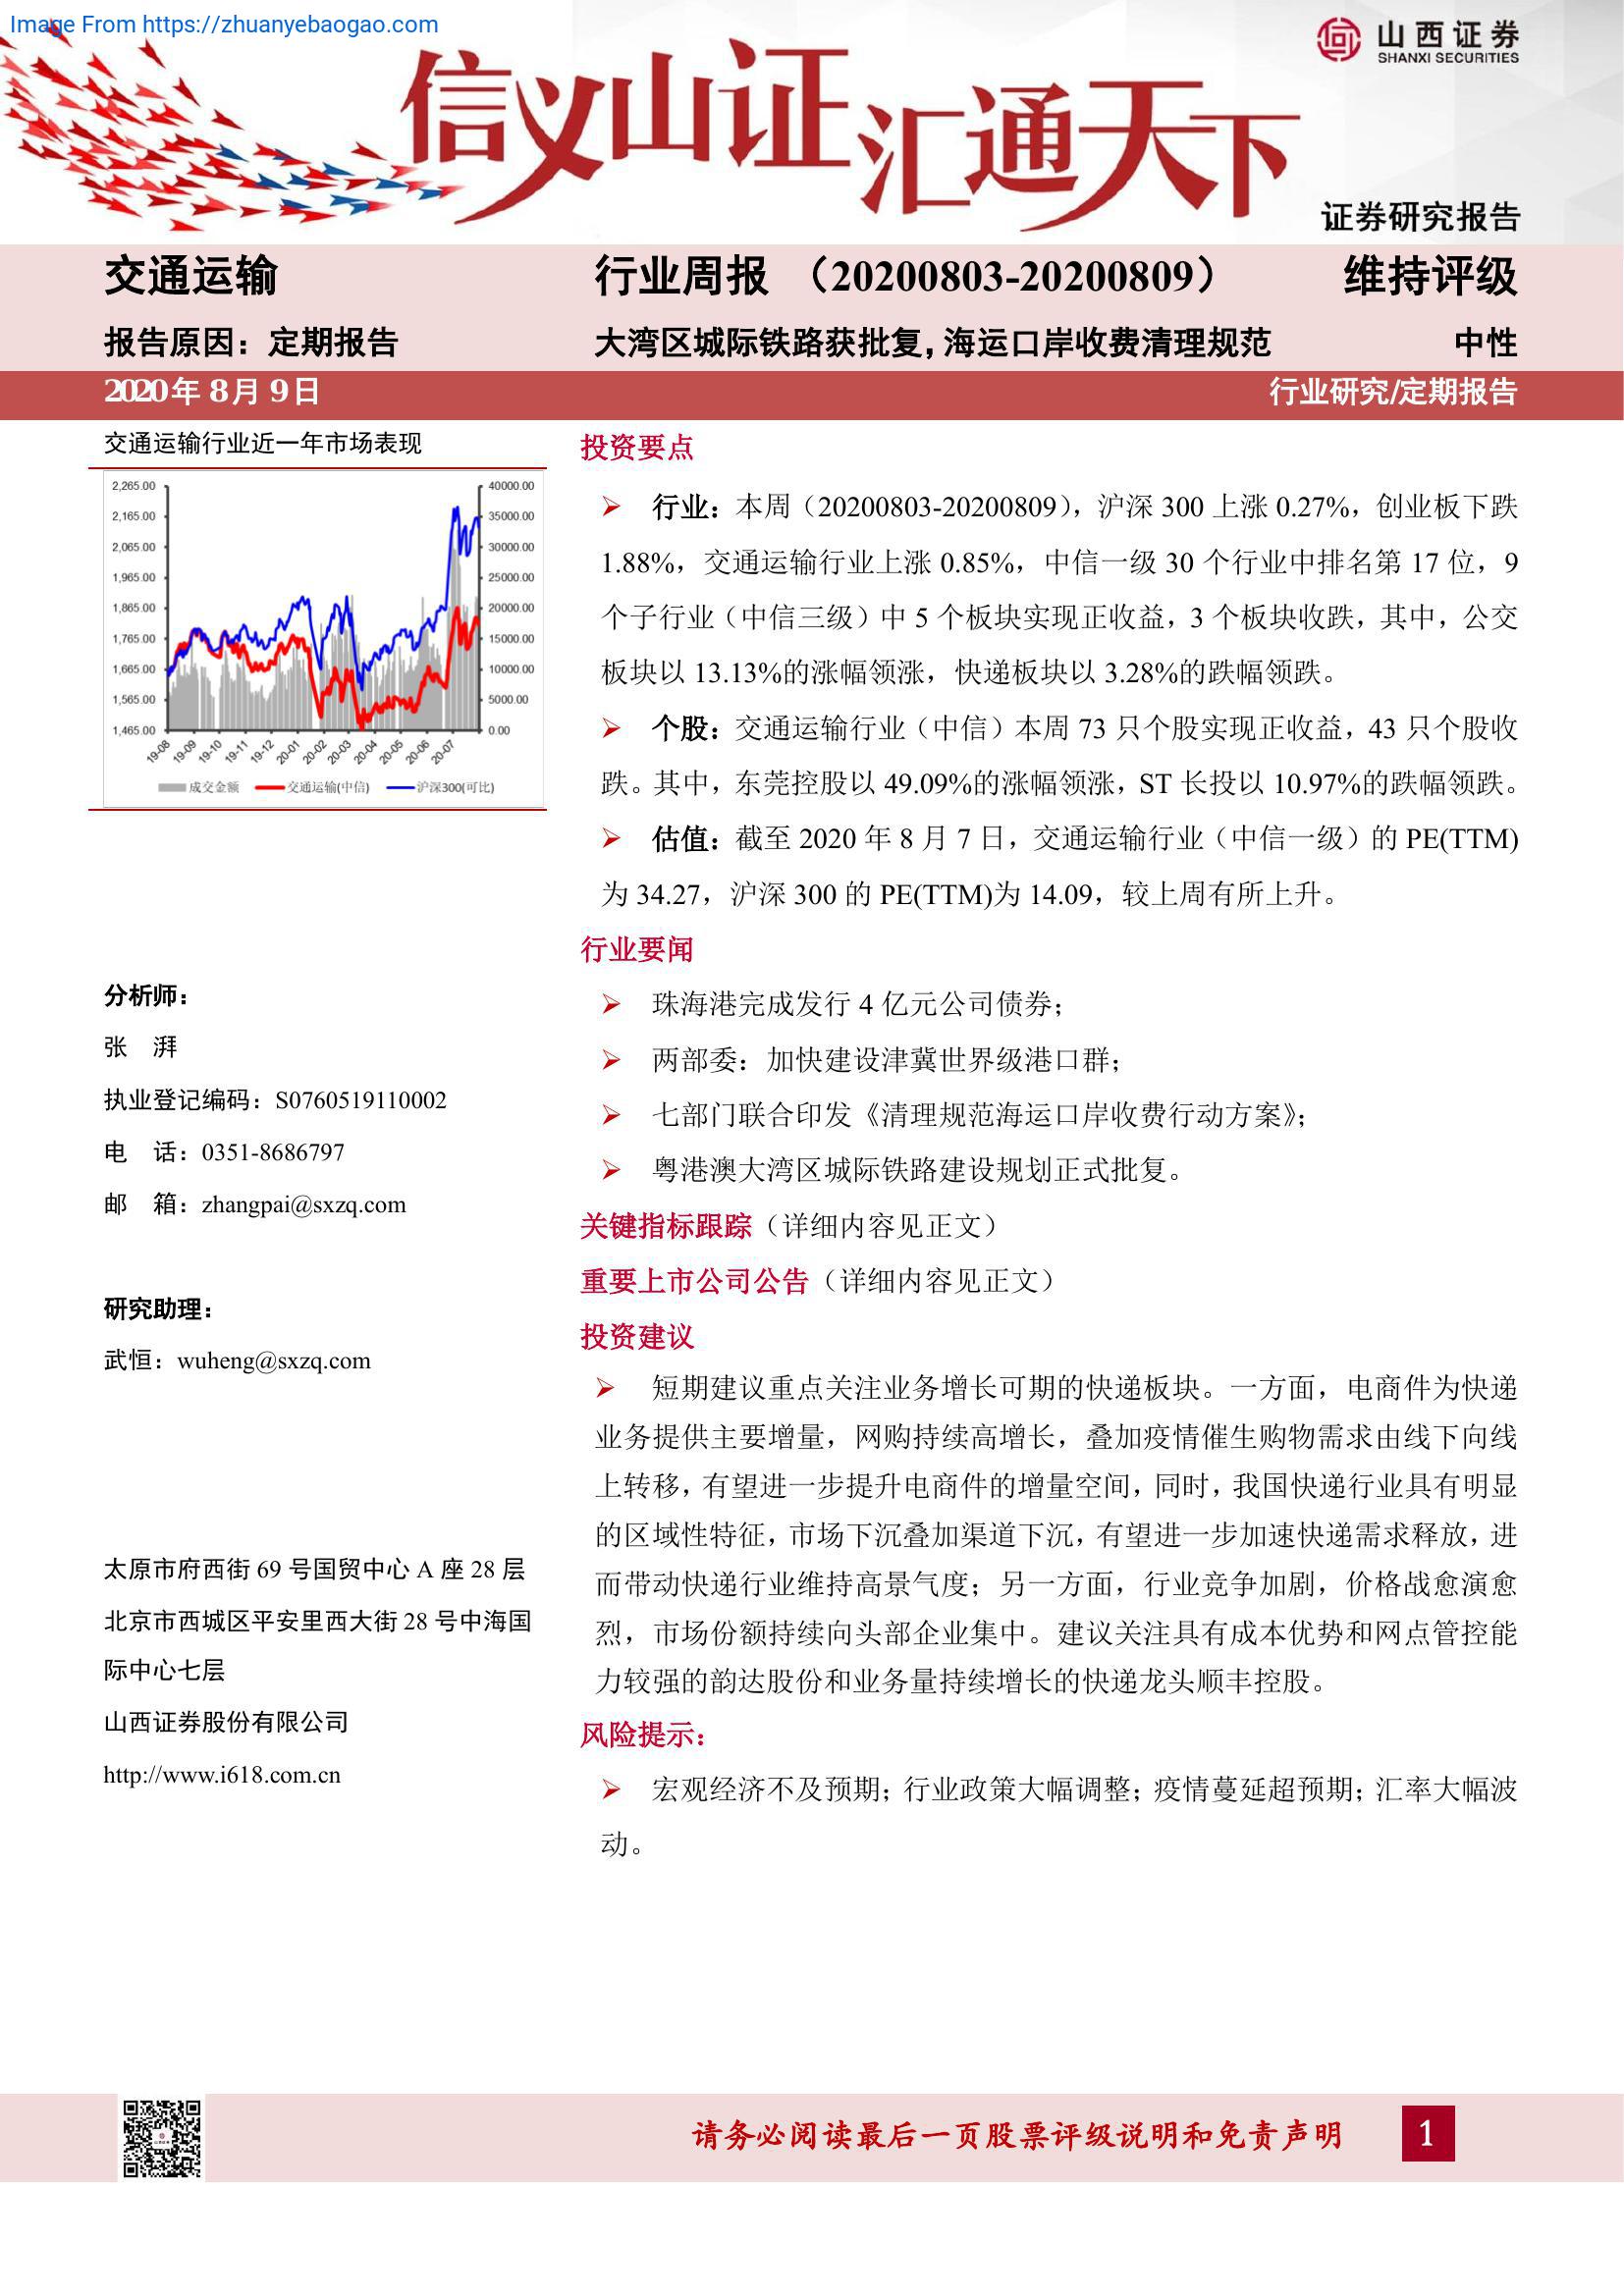 Image From https://zhuanyebaogao.com
山西证券
SHANXI SECURITIES
信义山证汇通天下
证券研究报告
交通运输
行业周报 （20200803-20200809）
维持评级
报告原因：定期报告
大湾区城际铁路获批复，海运口岸收费清理规范
中性
2020年 8月 9日
行业研究/定期报告
交通运输行业近一年市场表现
2,265.00
2,165.00
2,065.00
1,965.00
1,865.00
1,765.00
1,665.00
1,565.00
1,465.00
40000.00
35000.00
30000.00
25000.00
20000.00
15000.00
10000.00
5000.00
0.00
19-08 19-09 19-10 19-11 19-12 20-01 20-02 20-03 20-04 20-05 20-06 20-07
成交金额 交通运输(中信) 沪深300(可比)
分析师：
张 湃
执业登记编码：S0760519110002
电 话：0351-8686797
邮 箱：zhangpai@sxzq.com
研究助理：
武恒：wuheng@sxzq.com
太原市府西街 69 号国贸中心 A 座 28 层
北京市西城区平安里西大街 28 号中海国
际中心七层
山西证券股份有限公司
http://www.i618.com.cn
投资要点
➢ 行业：本周（20200803-20200809），沪深 300 上涨 0.27%，创业板下跌
1.88%，交通运输行业上涨 0.85%，中信一级 30 个行业中排名第 17 位，9
个子行业（中信三级）中 5 个板块实现正收益，3 个板块收跌，其中，公交
板块以 13.13%的涨幅领涨，快递板块以 3.28%的跌幅领跌。
➢ 个股：交通运输行业（中信）本周 73 只个股实现正收益，43 只个股收
跌。其中，东莞控股以 49.09%的涨幅领涨，ST 长投以 10.97%的跌幅领跌。
➢ 估值：截至 2020 年 8 月 7 日，交通运输行业（中信一级）的 PE(TTM)
为 34.27，沪深 300 的 PE(TTM)为 14.09，较上周有所上升。
行业要闻
➢ 珠海港完成发行 4 亿元公司债券；
➢ 两部委：加快建设津冀世界级港口群；
➢ 七部门联合印发《清理规范海运口岸收费行动方案》；
➢ 粤港澳大湾区城际铁路建设规划正式批复。
关键指标跟踪（详细内容见正文）
重要上市公司公告（详细内容见正文）
投资建议
➢ 短期建议重点关注业务增长可期的快递板块。一方面，电商件为快递
业务提供主要增量，网购持续高增长，叠加疫情催生购物需求由线下向线
上转移，有望进一步提升电商件的增量空间，同时，我国快递行业具有明显
的区域性特征，市场下沉叠加渠道下沉，有望进一步加速快递需求释放，进
而带动快递行业维持高景气度；另一方面，行业竞争加剧，价格战愈演愈
烈，市场份额持续向头部企业集中。建议关注具有成本优势和网点管控能
力较强的韵达股份和业务量持续增长的快递龙头顺丰控股。
风险提示：
➢ 宏观经济不及预期；行业政策大幅调整；疫情蔓延超预期；汇率大幅波
动。
请务必阅读最后一页股票评级说明和免责声明
1